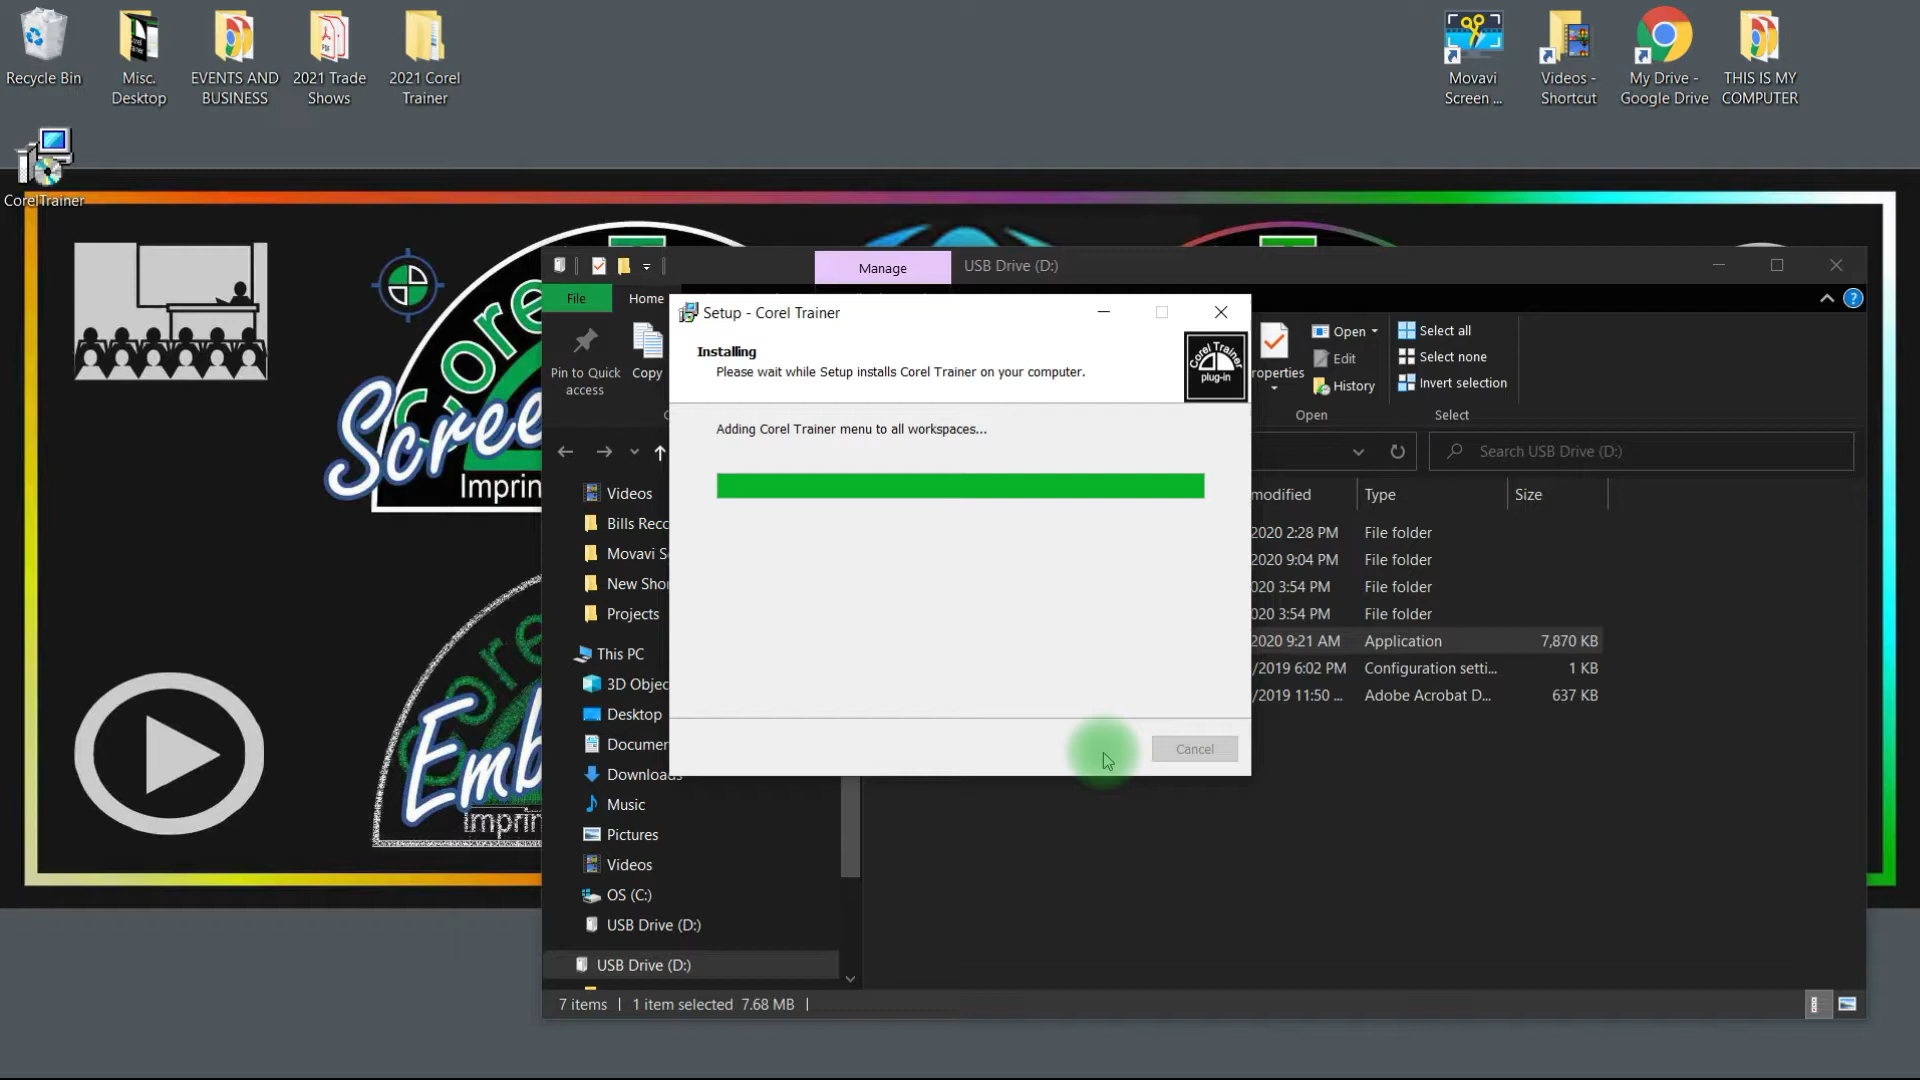 Recycle Bin
Misc.
Desktop
EVENTS AND
BUSINESS
2021 Trade
Shows
2021 Corel
Trainer
Movavi
Screen ...
Videos -
Shortcut
My Drive -
Google Drive
THIS IS MY
COMPUTER
CorelTrainer
Manage
USB Drive (D:)
File
Home
Pin to Quick
access
Copy
Open
Edit
History
Open
Select all
Select none
Invert selection
Select
Setup - Corel Trainer
Installing
Please wait while Setup installs Corel Trainer on your computer.
Corel Trainer
plug-in
Adding Corel Trainer menu to all workspaces...
Cancel
Search USB Drive (D:)
Videos
Bills Reco
Movavi S
New Shor
Projects
This PC
3D Objec
Desktop
Documen
Downloads
Music
Pictures
Videos
OS (C:)
USB Drive (D:)
USB Drive (D:)
modified Type Size
2020 2:28 PM File folder
2020 9:04 PM File folder
020 3:54 PM File folder
020 3:54 PM File folder
2020 9:21 AM Application 7,870 KB
/2019 6:02 PM Configuration setti... 1 KB
/2019 11:50 ... Adobe Acrobat D... 637 KB
7 items 1 item selected 7.68 MB
Core
Scree
Imprin
Core
Emb
Imprin